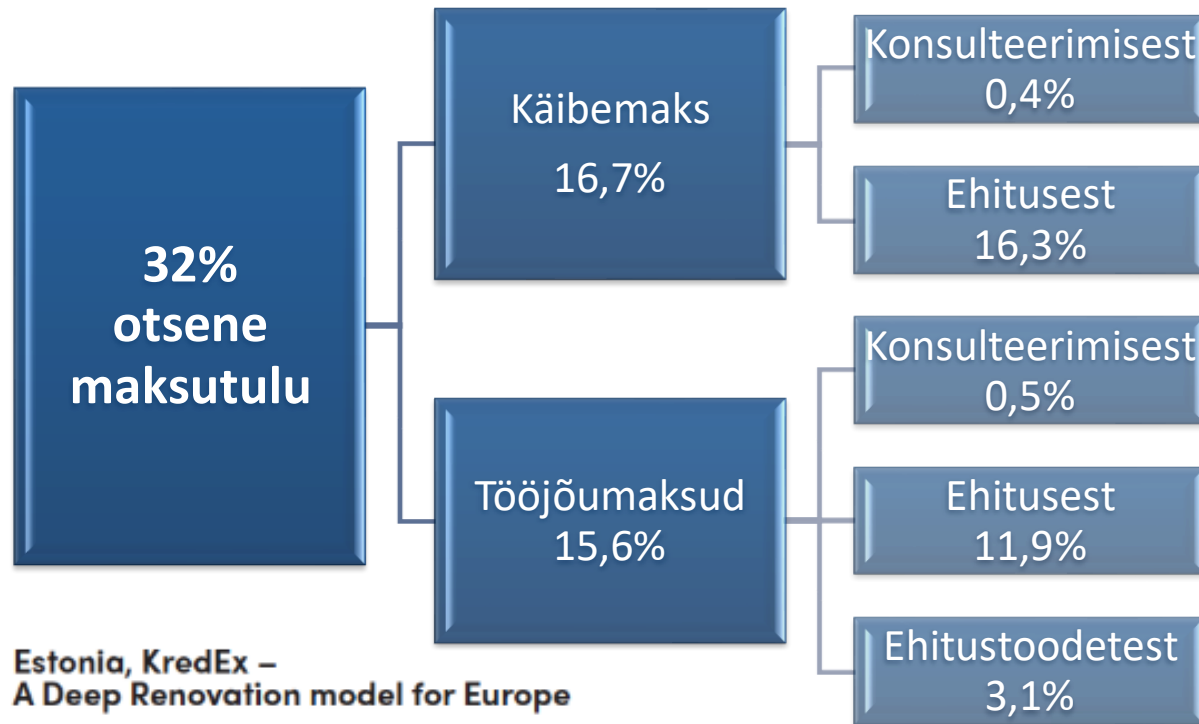 32%
otsene
maksutulu
Käibemaks
16,7%
Konsulteerimisest
0,4%
Ehitusest
16,3%
Tööjõumaksud
15,6%
Konsulteerimisest
0,5%
Ehitusest
11,9%
Ehitustoodetest
3,1%
Estonia, KredEx –
A Deep Renovation model for Europe